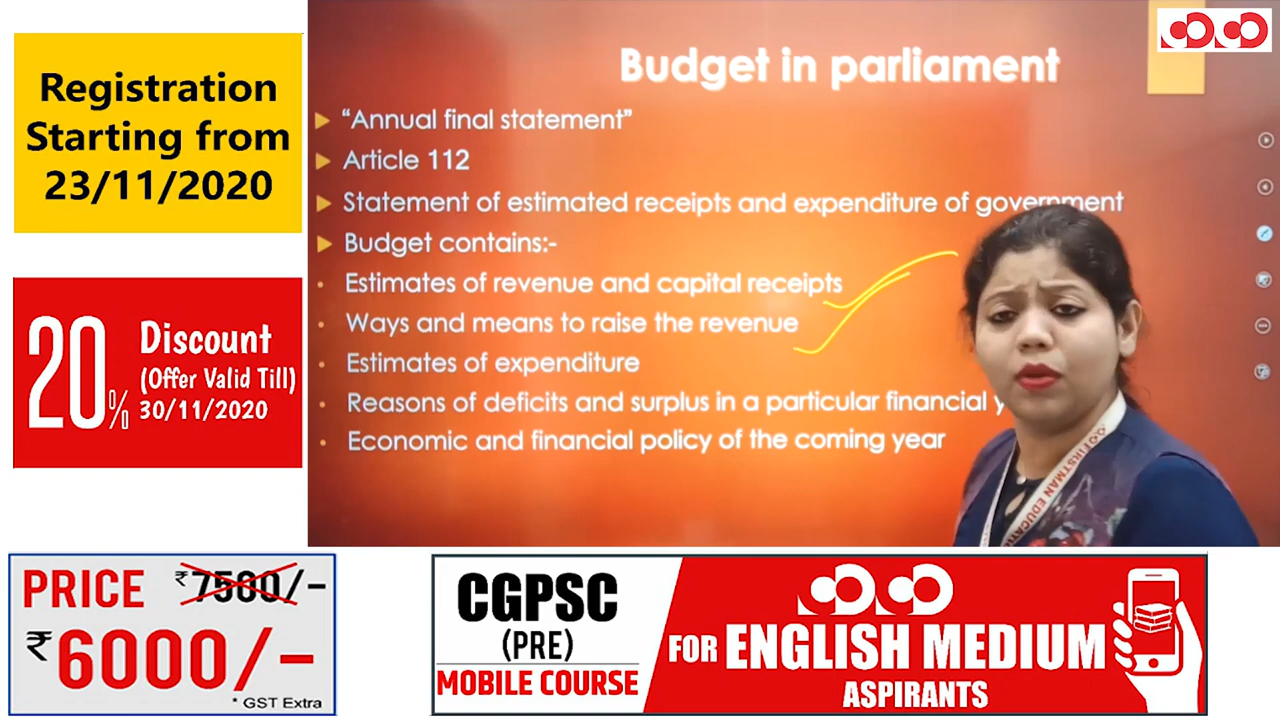 Registration
Starting from
23/11/2020
20%
Discount
(Offer Valid Till)
30/11/2020
Budget in parliament
“Annual final statement”
Article 112
Statement of estimated receipts and expenditure of government
Budget contains:-
Estimates of revenue and capital receipts
Ways and means to raise the revenue
Estimates of expenditure
Reasons of deficits and surplus in a particular financial
Economic and financial policy of the coming year
FIRSTMAN
PRICE ₹7500/-
₹6000/-
* GST Extra
CGPSC
(PRE)
MOBILE COURSE
FOR ENGLISH MEDIUM
ASPIRANTS